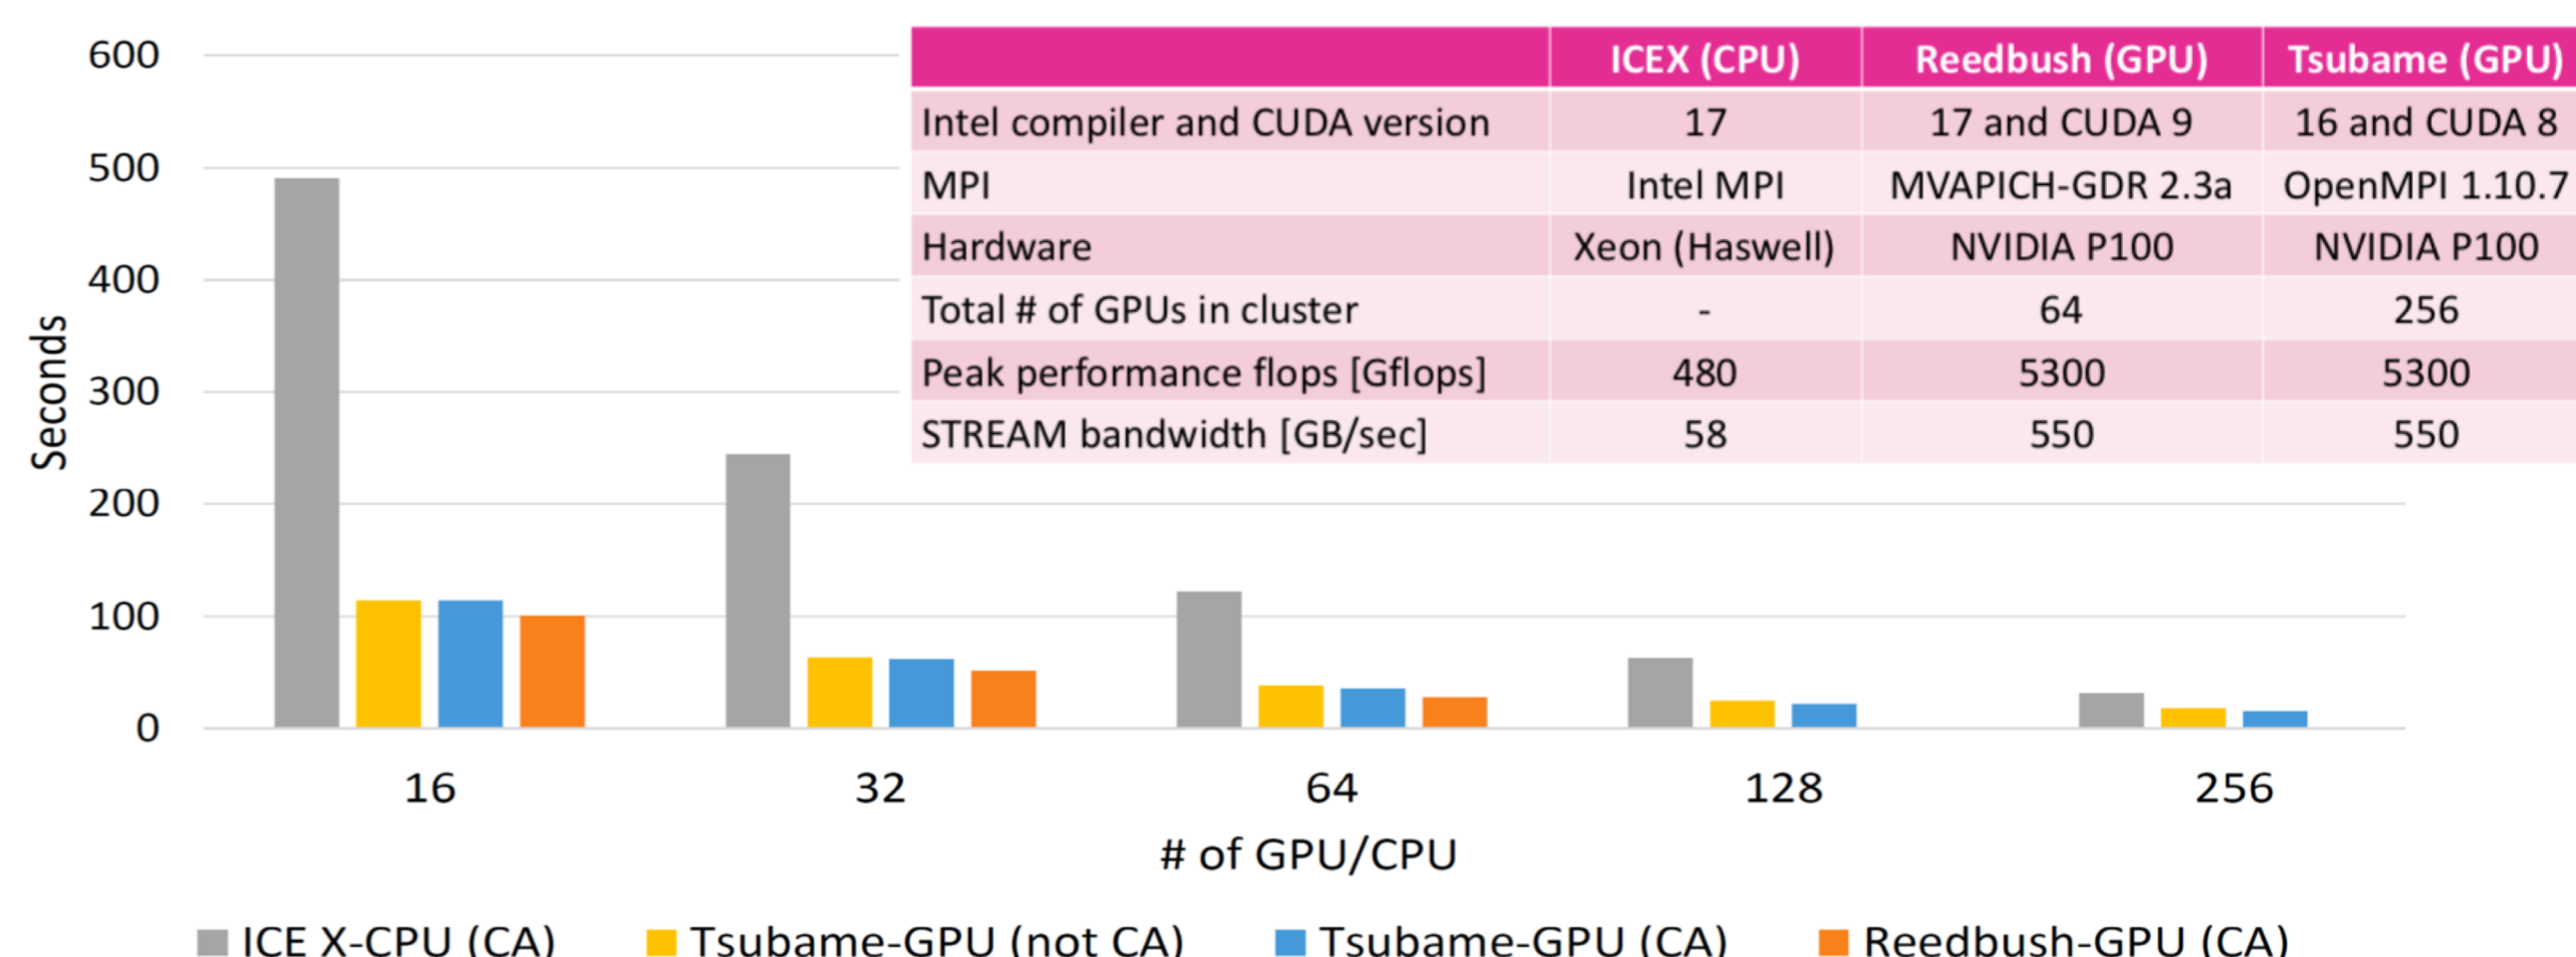 600
500
400
300
200
100
0
Seconds
ICEX (CPU) Reedbush (GPU) Tsubame (GPU)
Intel compiler and CUDA version 17 17 and CUDA 9 16 and CUDA 8
MPI Intel MPI MVAPICH-GDR 2.3a OpenMPI 1.10.7
Hardware Xeon (Haswell) NVIDIA P100 NVIDIA P100
Total # of GPUs in cluster - 64 256
Peak performance flops [Gflops] 480 5300 5300
STREAM bandwidth [GB/sec] 58 550 550
16 32 64 128 256
# of GPU/CPU
ICE X-CPU (CA) Tsubame-GPU (not CA) Tsubame-GPU (CA) Reedbush-GPU (CA)